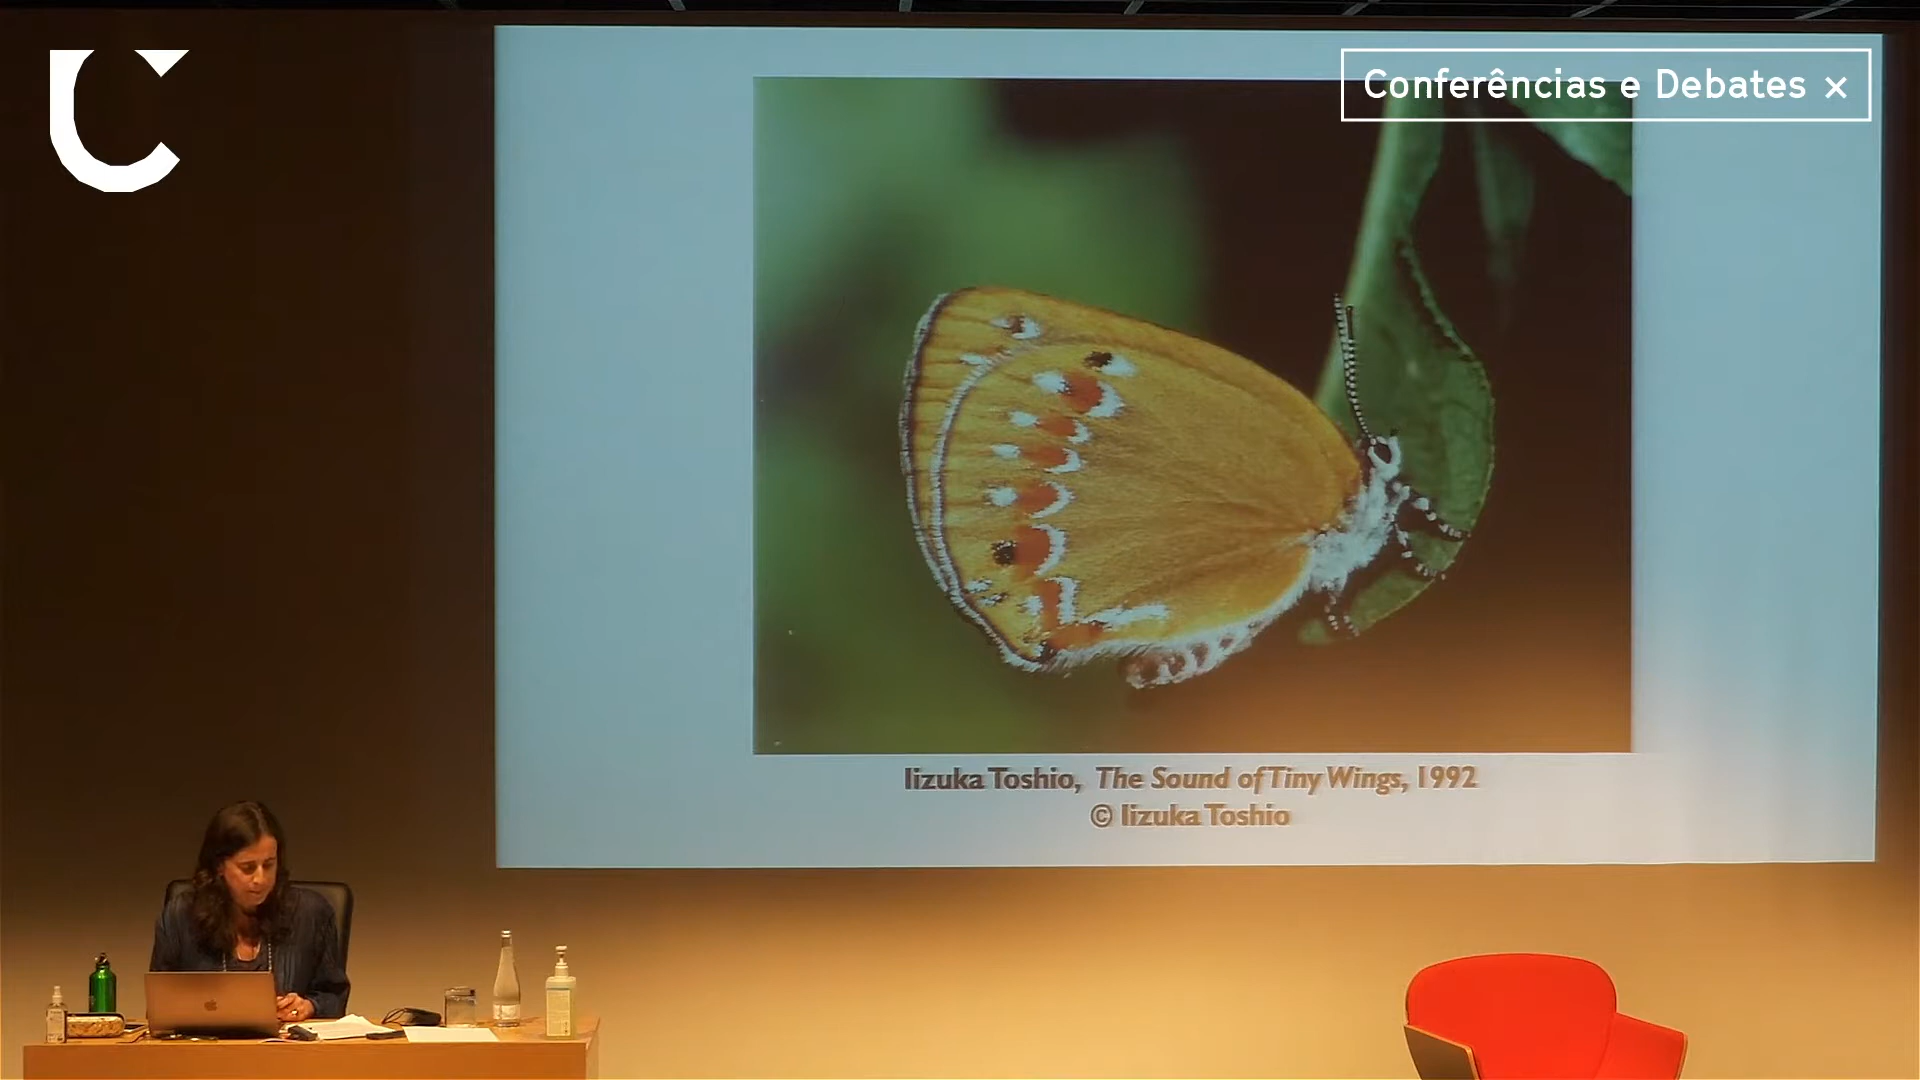 Conferências e Debates ×
Iizuka Toshio, The Sound of Tiny Wings, 1992
© Iizuka Toshio